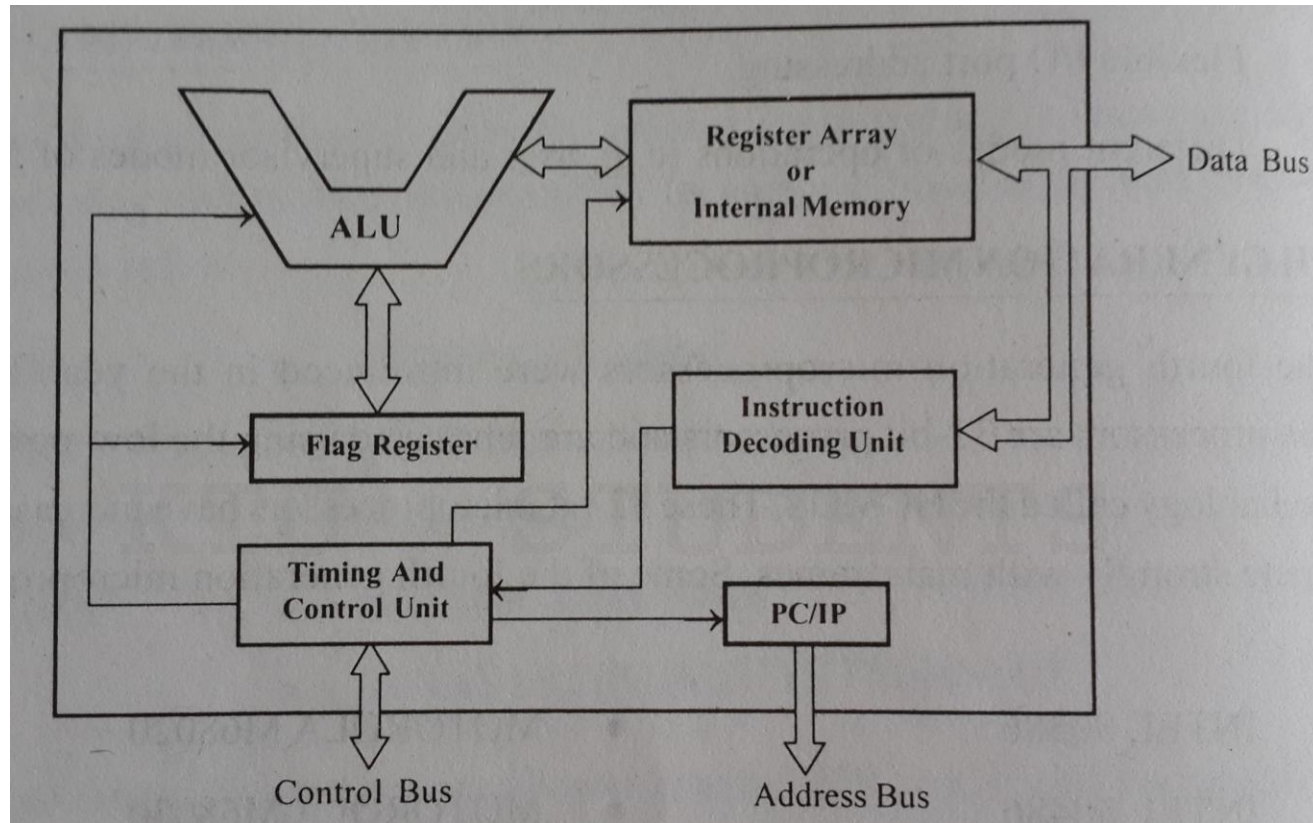 Register Array
or
Internal Memory
Data Bus
ALU
Instruction
Decoding Unit
Flag Register
Timing And
Control Unit
PC/IP
Control Bus
Address Bus